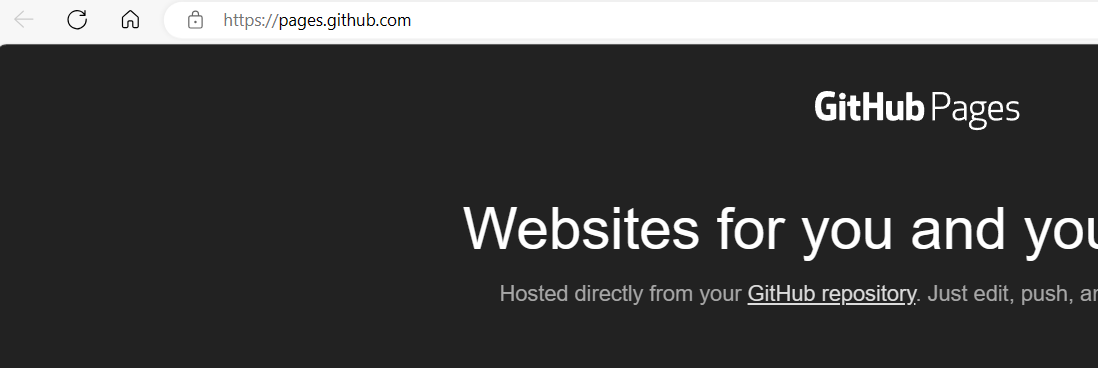 https://pages.github.com
GitHub Pages
Websites for you and you
Hosted directly from your GitHub repository. Just edit, push, an